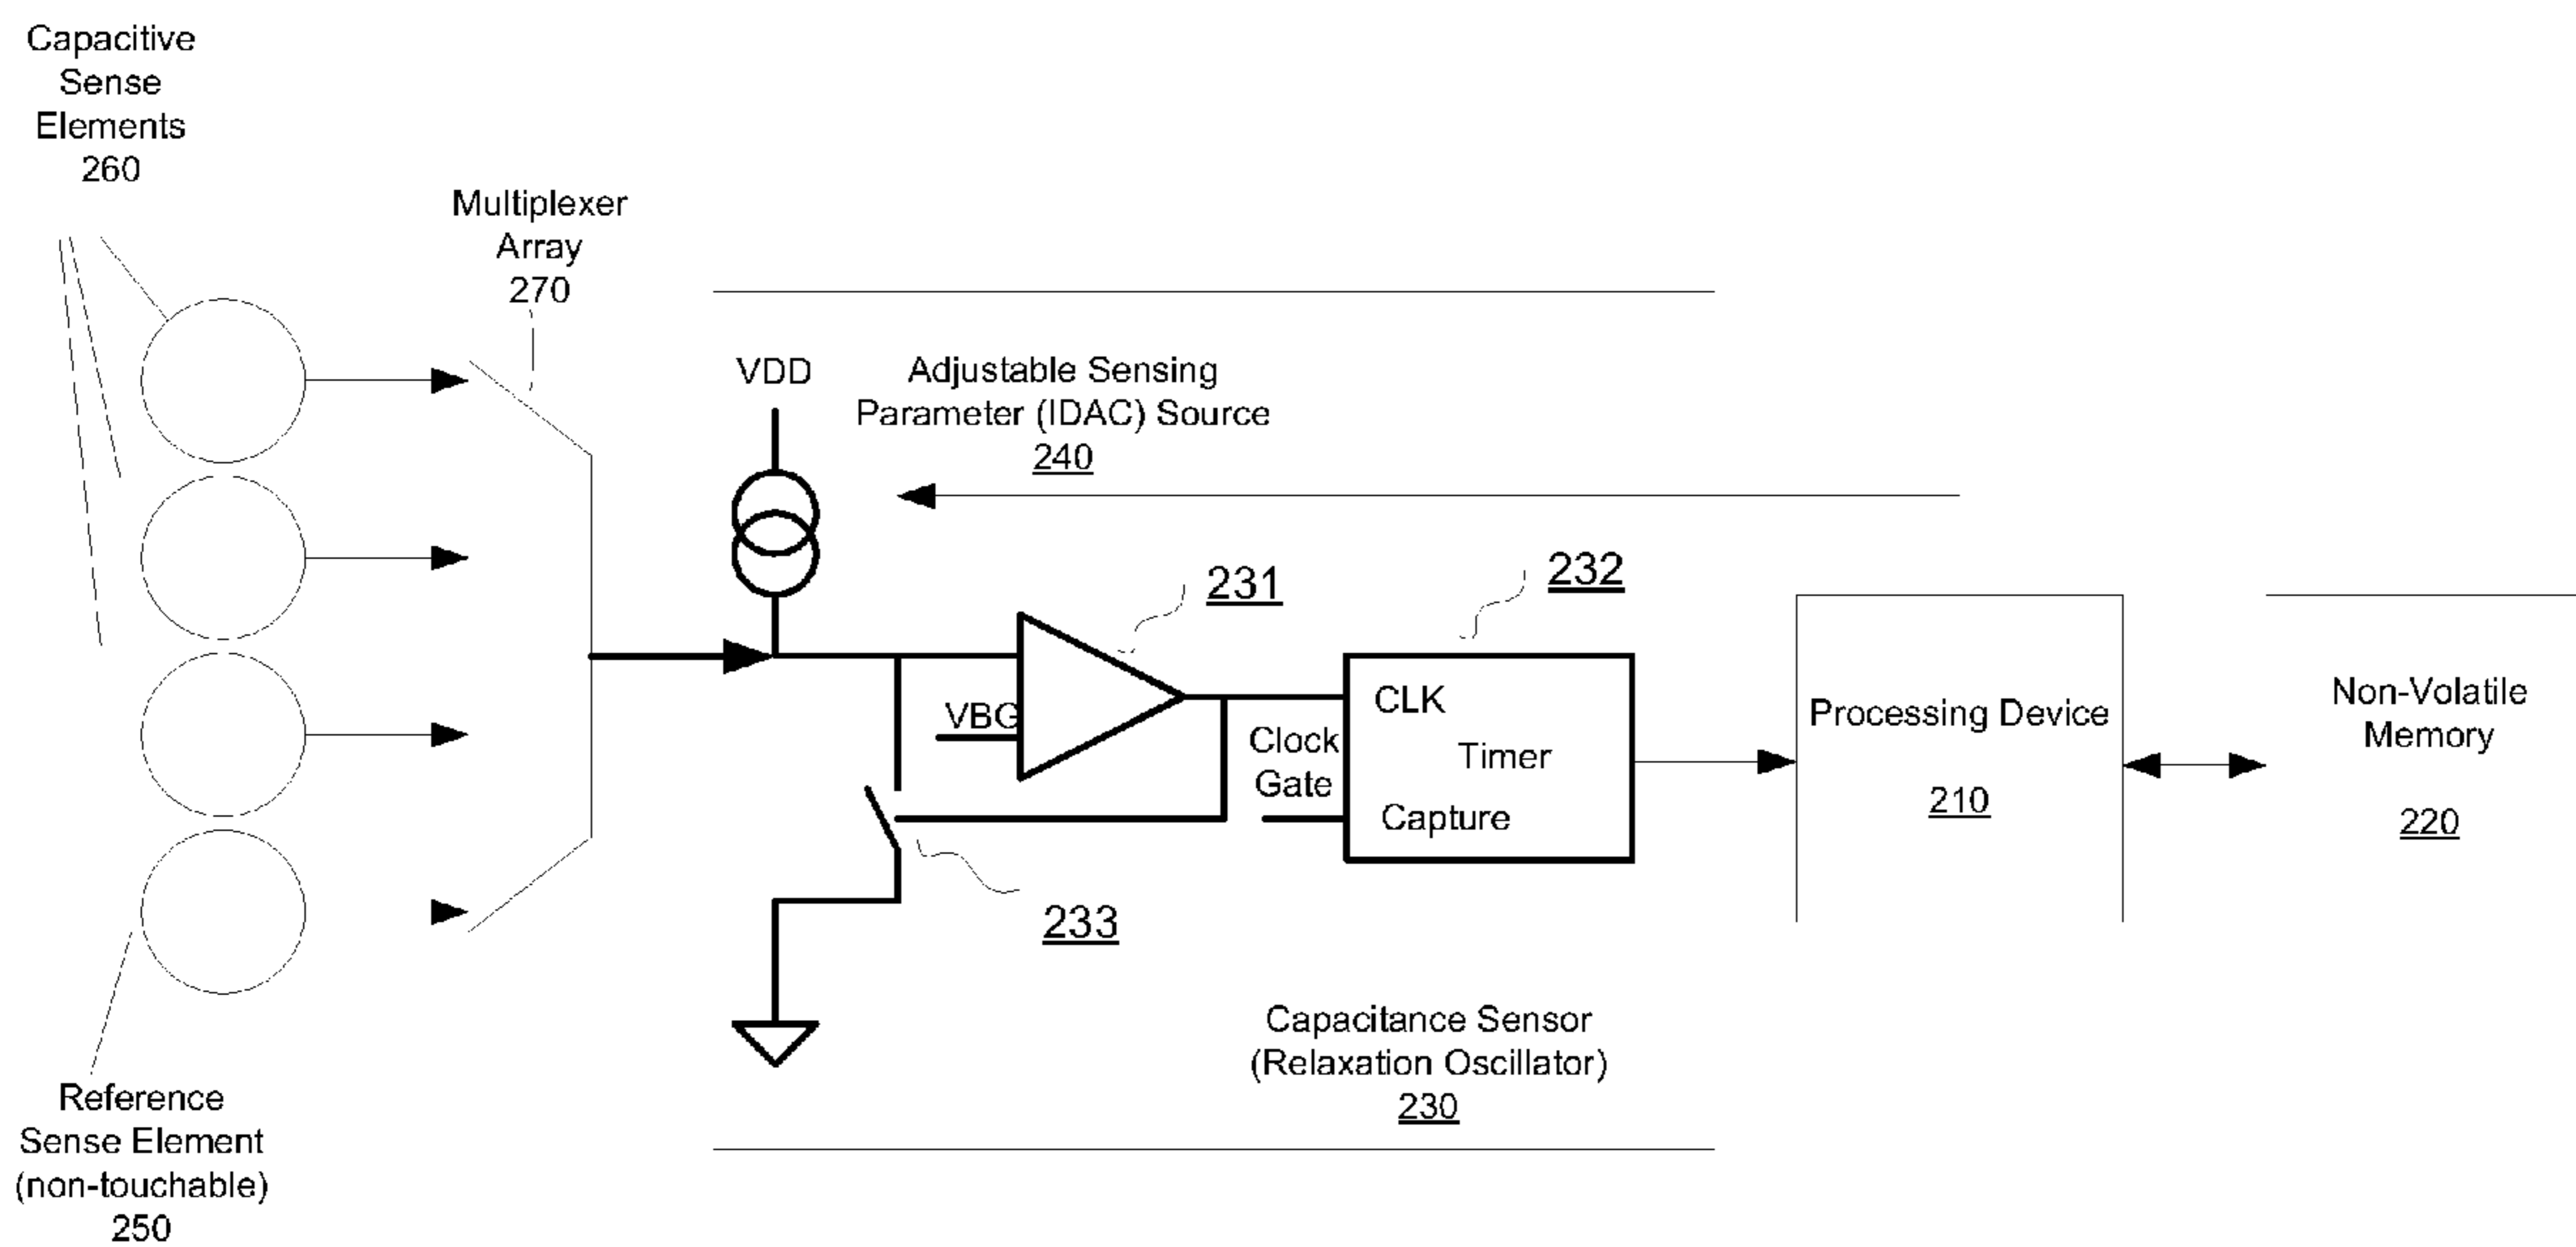 Capacitive
Sense
Elements
260
Multiplexer
Array
270
VDD
Adjustable Sensing
Parameter (IDAC) Source
240
231
232
VBG
CLK
Clock
Gate
Timer
Capture
233
Processing Device
210
Non-Volatile
Memory
220
Capacitance Sensor
(Relaxation Oscillator)
230
Reference
Sense Element
(non-touchable)
250